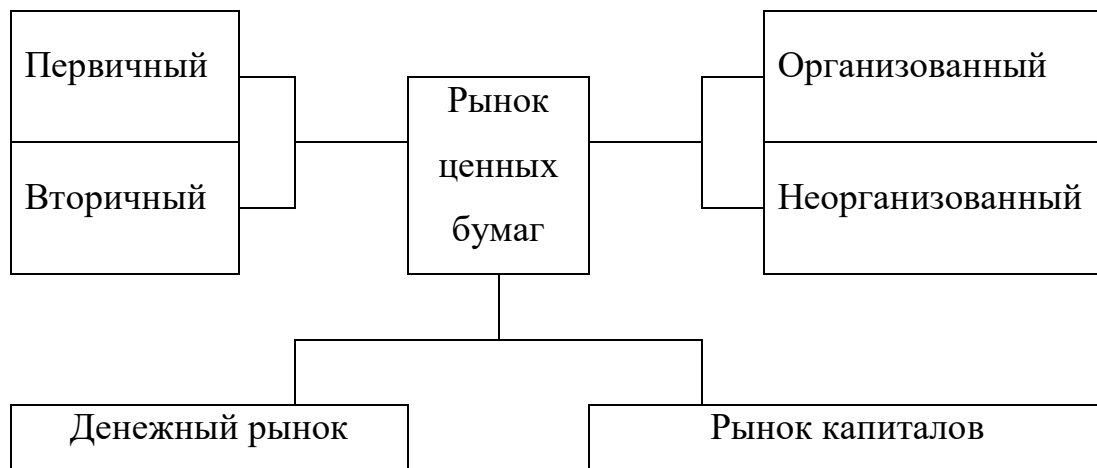 Первичный
Вторичный
Рынок
ценных
бумаг
Организованный
Неорганизованный
Денежный рынок
Рынок капиталов